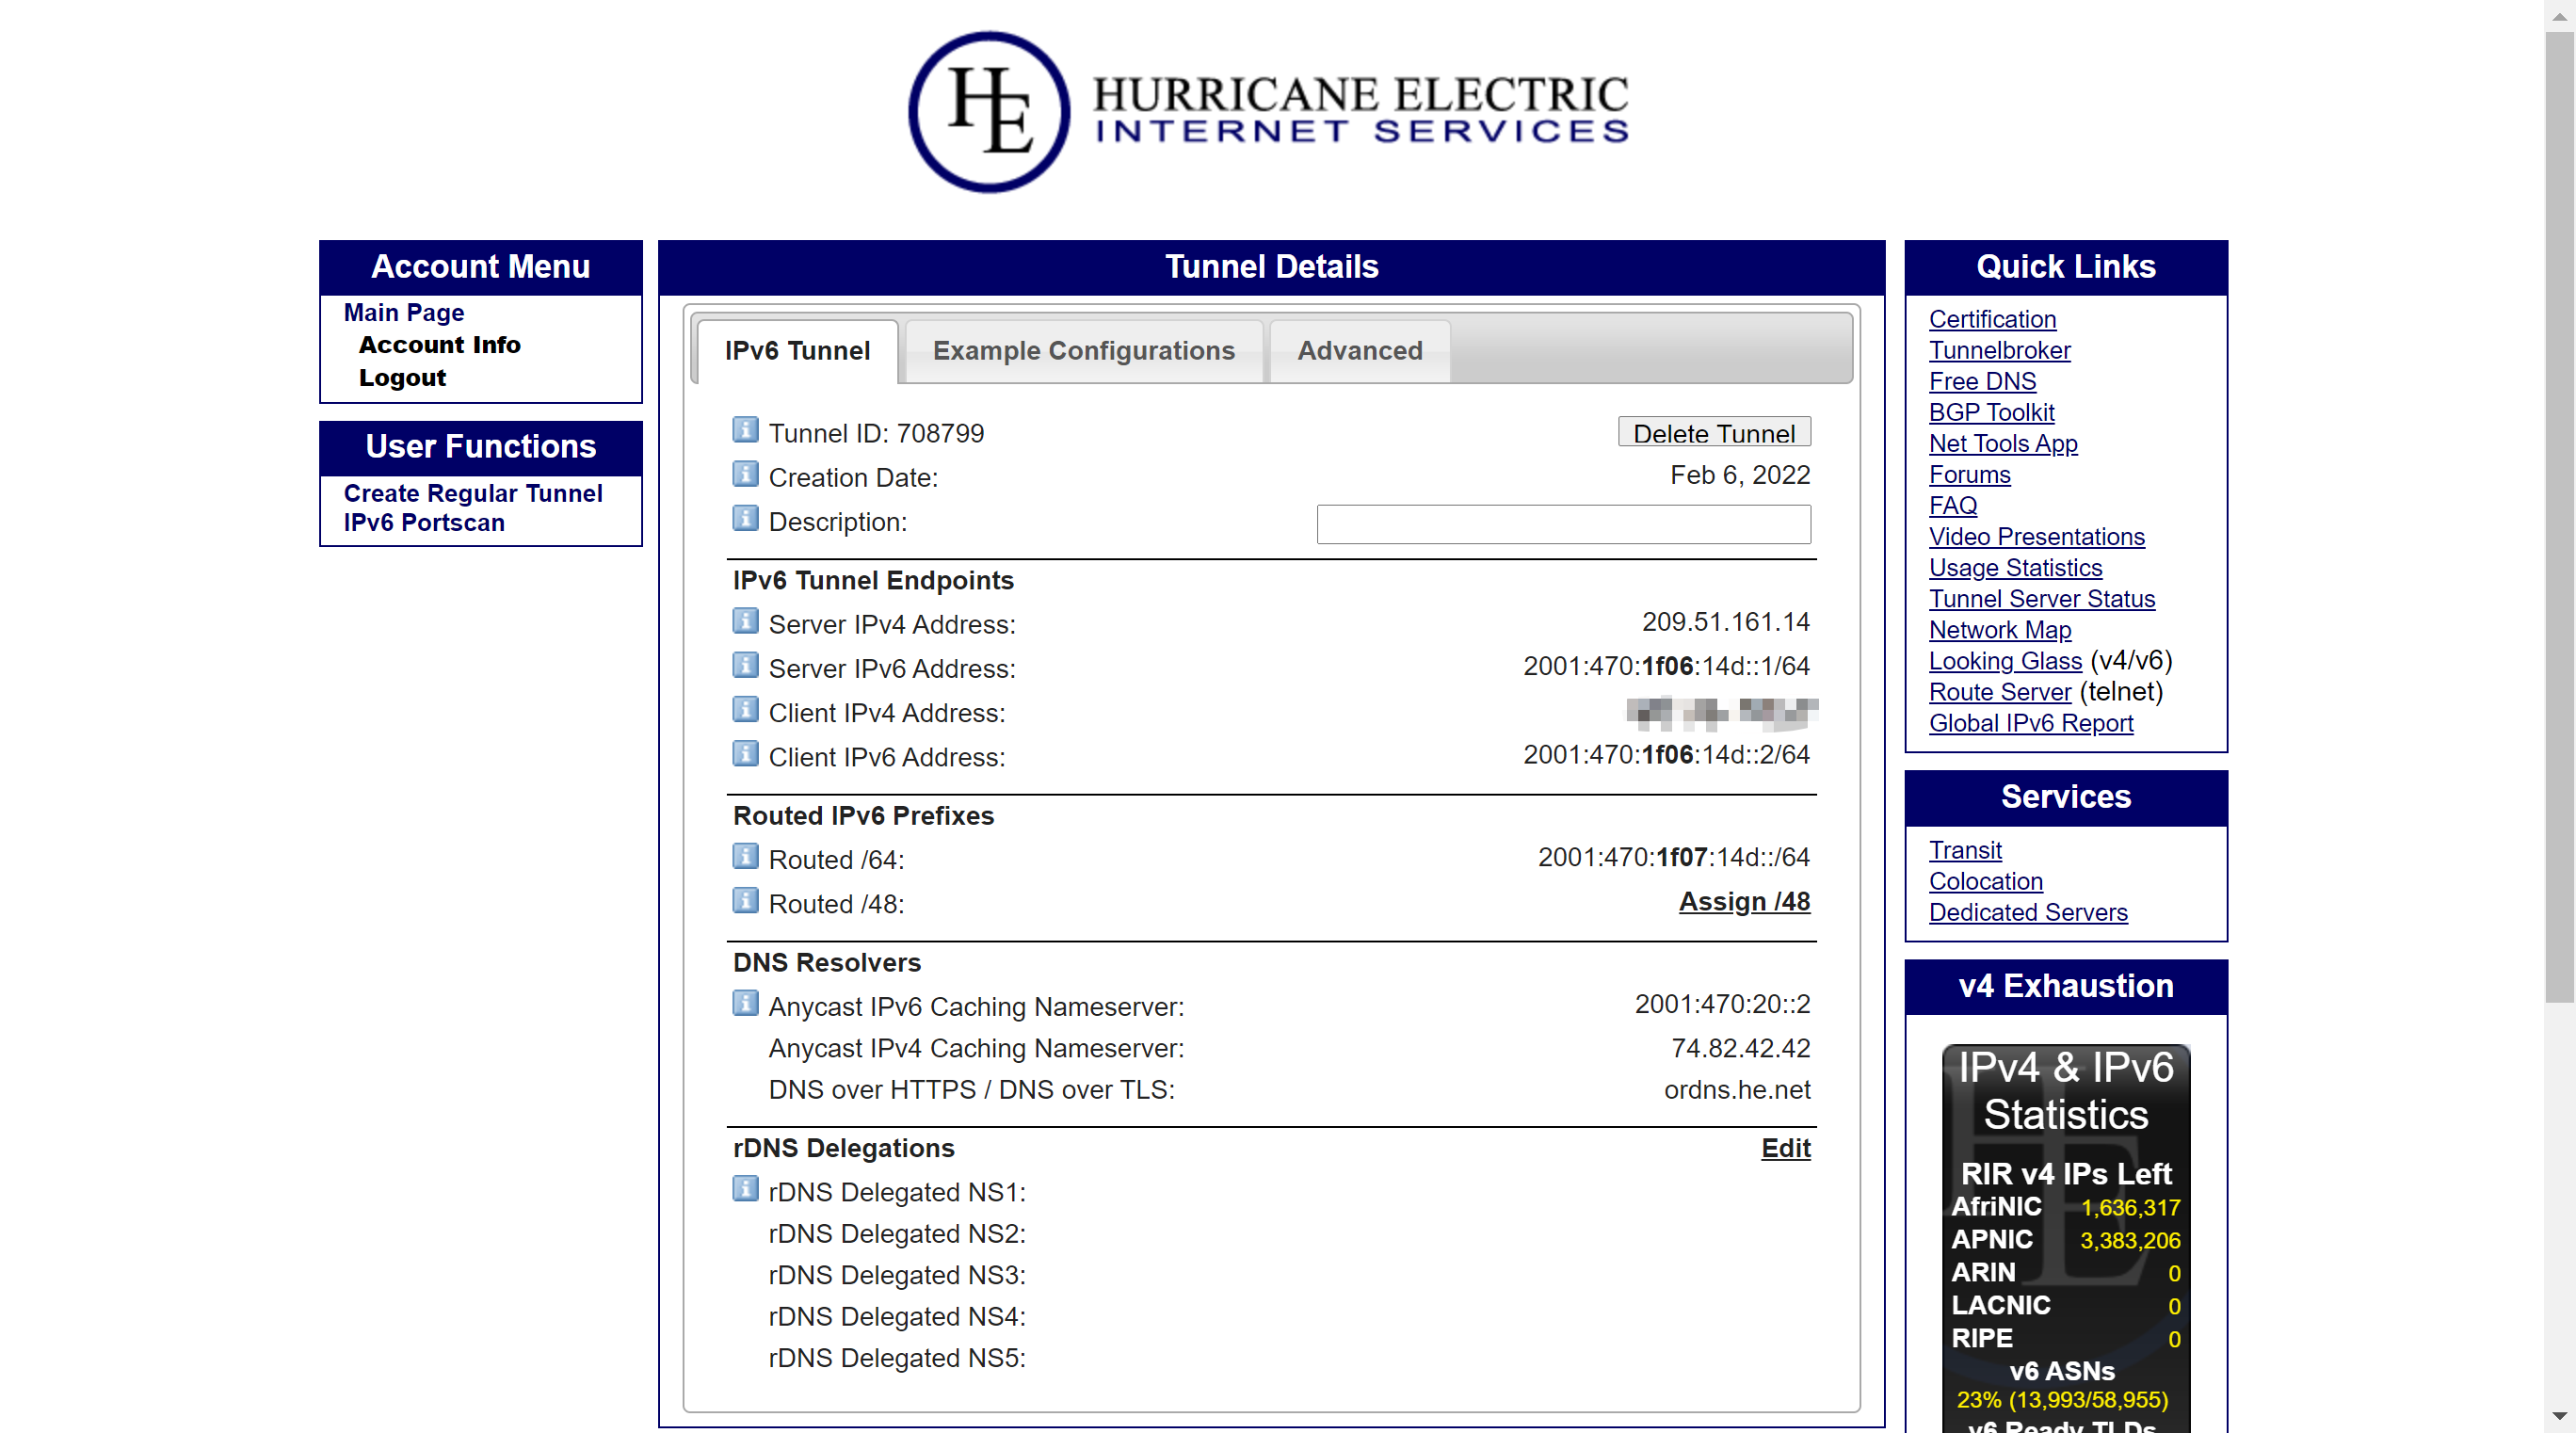 HE
HURRICANE ELECTRIC
INTERNET SERVICES
Account Menu
Main Page
Account Info
Logout
User Functions
Create Regular Tunnel
IPv6 Portscan
Tunnel Details
IPv6 Tunnel Example Configurations Advanced
Tunnel ID: 708799 Delete Tunnel
Creation Date: Feb 6, 2022
Description:
IPv6 Tunnel Endpoints
Server IPv4 Address: 209.51.161.14
Server IPv6 Address: 2001:470:1f06:14d::1/64
Client IPv4 Address:
Client IPv6 Address: 2001:470:1f06:14d::2/64
Routed IPv6 Prefixes
Routed /64: 2001:470:1f07:14d::/64
Routed /48: Assign /48
DNS Resolvers
Anycast IPv6 Caching Nameserver: 2001:470:20::2
Anycast IPv4 Caching Nameserver: 74.82.42.42
DNS over HTTPS / DNS over TLS: ordns.he.net
rDNS Delegations Edit
rDNS Delegated NS1:
rDNS Delegated NS2:
rDNS Delegated NS3:
rDNS Delegated NS4:
rDNS Delegated NS5:
Quick Links
Certification
Tunnelbroker
Free DNS
BGP Toolkit
Net Tools App
Forums
FAQ
Video Presentations
Usage Statistics
Tunnel Server Status
Network Map
Looking Glass (v4/v6)
Route Server (telnet)
Global IPv6 Report
Services
Transit
Colocation
Dedicated Servers
v4 Exhaustion
IPv4 & IPv6
Statistics
RIR v4 IPs Left
AfriNIC 1,636,317
APNIC 3,383,206
ARIN 0
LACNIC 0
RIPE 0
v6 ASNs
23% (13,993/58,955)
v6 Ready TLDs